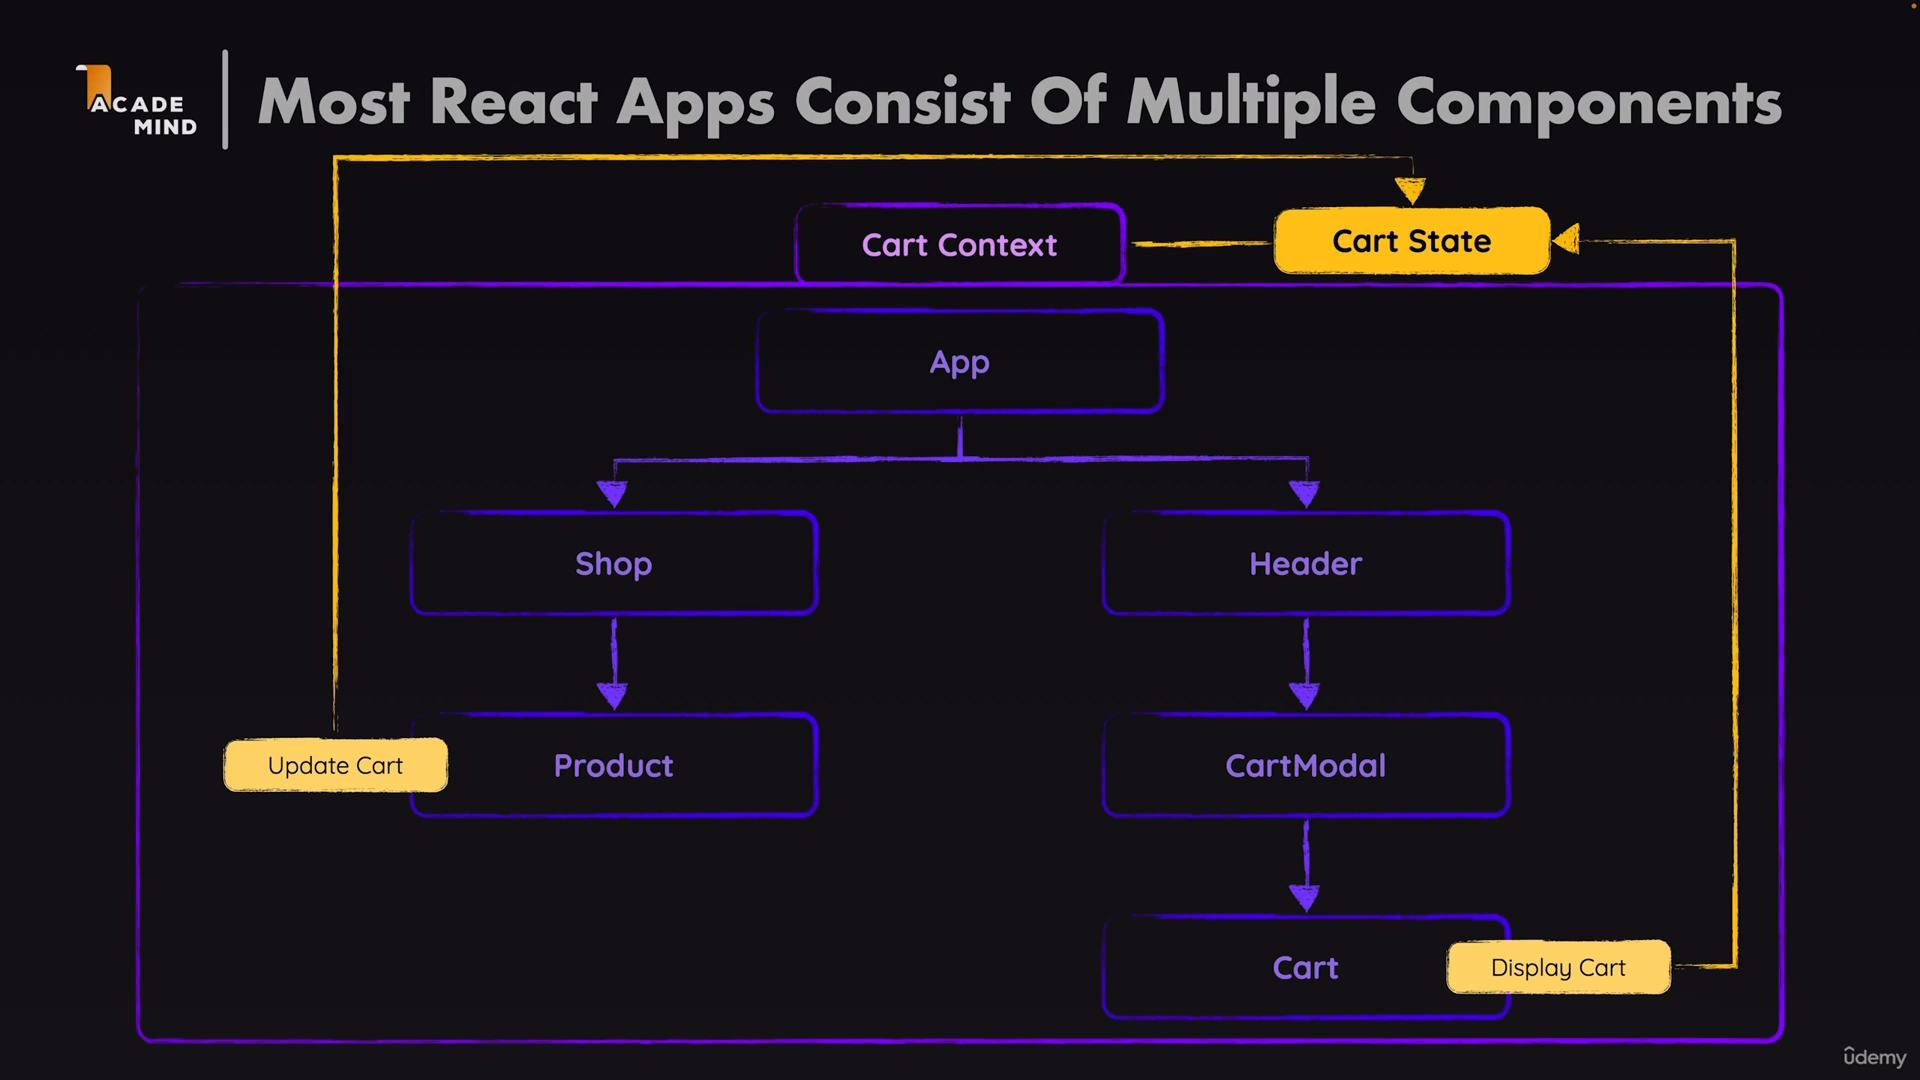 ACADE
MIND
Most React Apps Consist Of Multiple Components
Cart Context
Cart State
App
Shop
Header
Update Cart
Product
CartModal
Cart
Display Cart
ûdemy